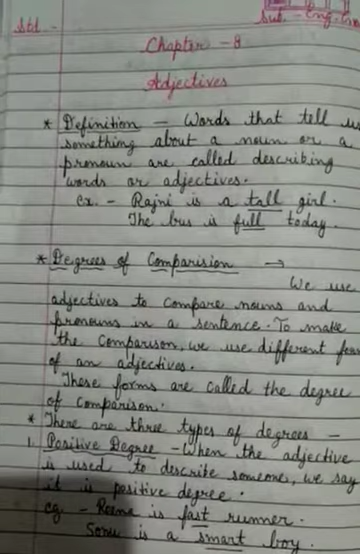 Std -
Sub - Eng. Gra
Chapter - 8
Adjectives
* Definition - Words that tell us
something about a noun or a
pronoun are called describing
words or adjectives.
ex. - Rajni is a tall girl.
The bus is full today.
* Degrees of Comparision →
We use
adjectives to compare nouns and
pronouns in a sentence. To make
the comparison, we use different for
of an adjectives.
These forms are called the degree
of comparison.
* There are three types of degrees -
1. Positive Degree - When the adjective
is used to describe someone, we say
it is positive degree.
eg - Reena is fast runner.
Sonu is a smart boy.